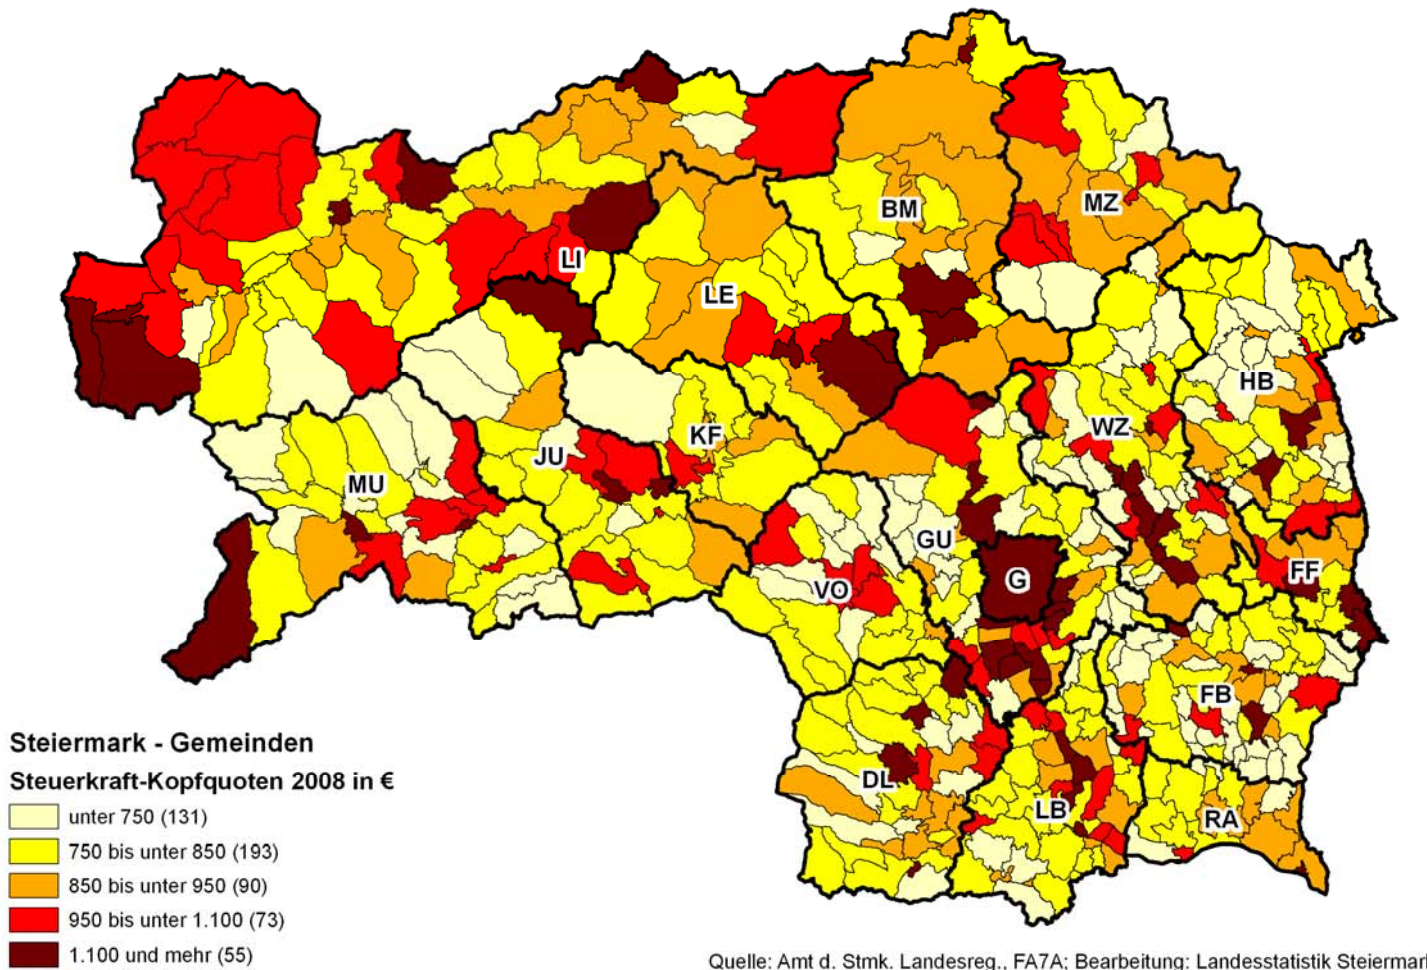 BM
MZ
LI
LE
HB
KF
WZ
JU
MU
GU
G
FF
VO
FB
Steiermark - Gemeinden
Steuerkraft-Kopfquoten 2008 in €
DL
LB
RA
unter 750 (131)
750 bis unter 850 (193)
850 bis unter 950 (90)
950 bis unter 1.100 (73)
1.100 und mehr (55)
Quelle: Amt d. Stmk. Landesreg., FA7A; Bearbeitung: Landesstatistik Steiermar